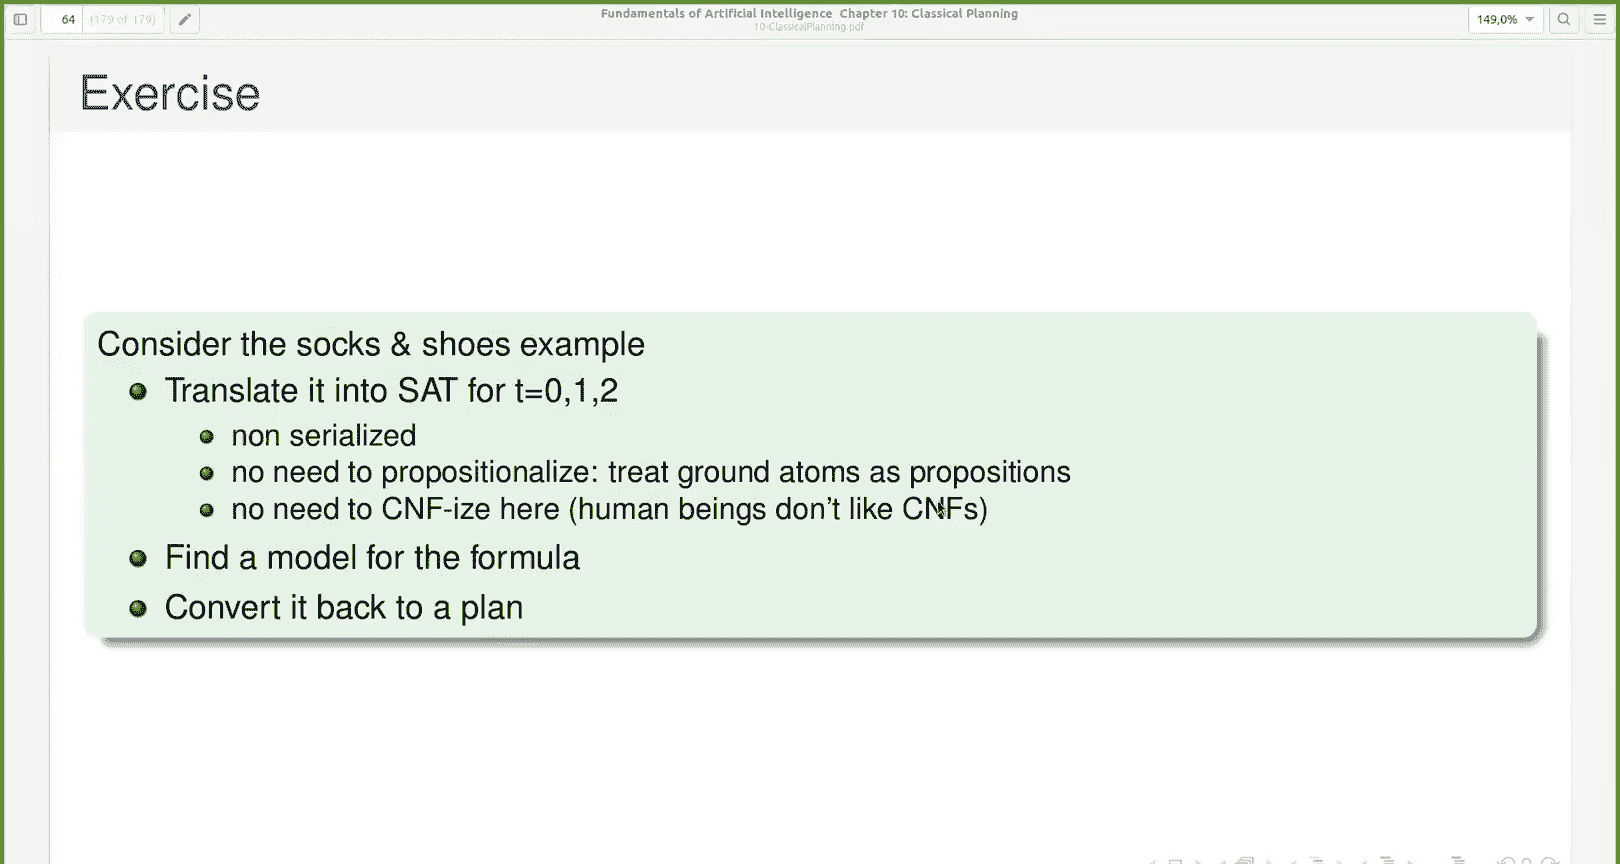 64 (179 of 179)
Fundamentals of Artificial Intelligence Chapter 10: Classical Planning
10-ClassicalPlanning.pdf
149,0%
Exercise
Consider the socks & shoes example
Translate it into SAT for t=0,1,2
non serialized
no need to propositionalize: treat ground atoms as propositions
no need to CNF-ize here (human beings don't like CNFs)
Find a model for the formula
Convert it back to a plan